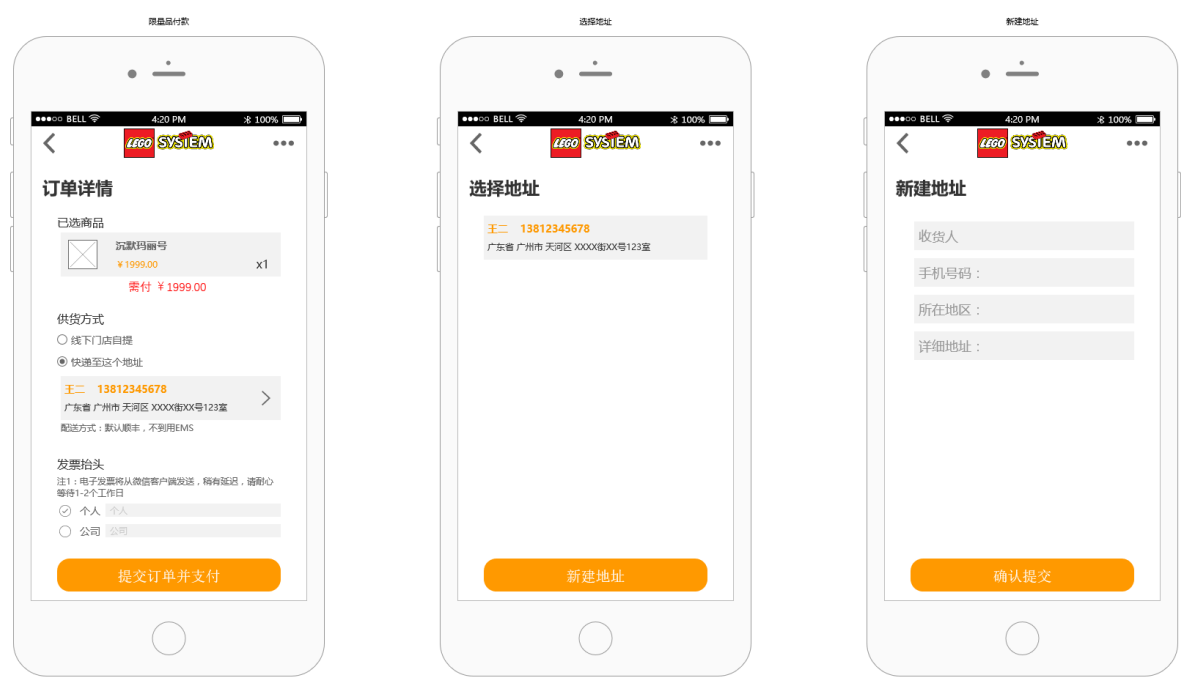 限量品付款
●●●○○ BELL 4:20 PM 100%
LEGO SYSTEM
订单详情
已选商品
沉默玛丽号
￥1999.00
x1
需付 ￥1999.00
供货方式
线下门店自提
快递至这个地址
王二 13812345678
广东省 广州市 天河区 XXXX街XX号123室
配送方式：默认顺丰，不到用EMS
发票抬头
注1：电子发票将从微信客户端发送，稍有延迟，请耐心
等待1-2个工作日
个人 个人
公司 公司
提交订单并支付
选择地址
●●●○○ BELL 4:20 PM 100%
LEGO SYSTEM
选择地址
王二 13812345678
广东省 广州市 天河区 XXXX街XX号123室
新建地址
新建地址
●●●○○ BELL 4:20 PM 100%
LEGO SYSTEM
新建地址
收货人
手机号码：
所在地区：
详细地址：
确认提交